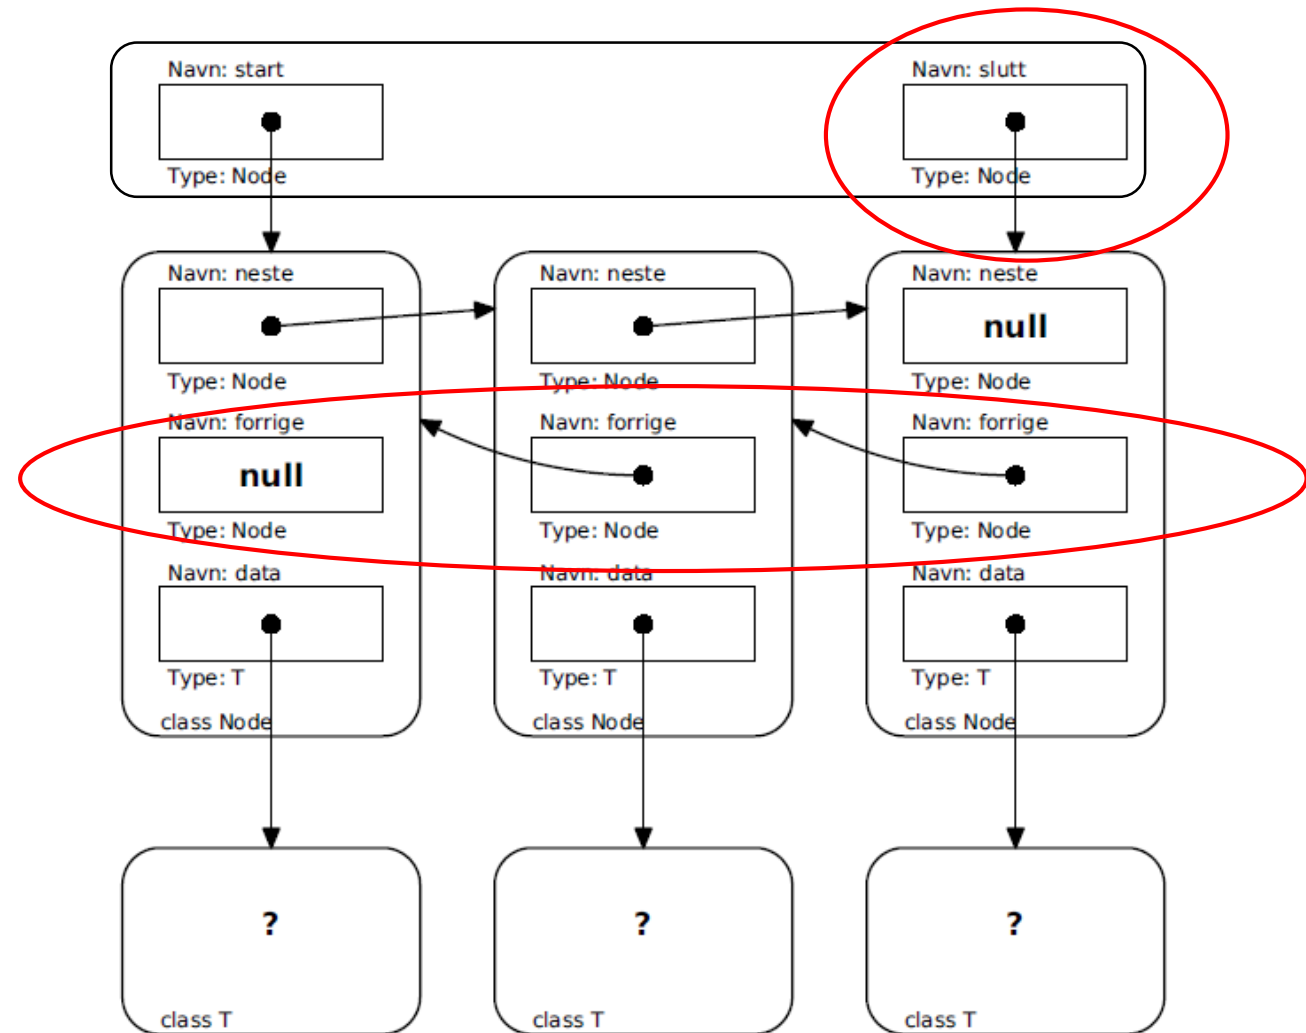 Navn: start
Navn: slutt
Type: Node
Type: Node
Navn: neste
Navn: neste
Navn: neste
null
Type: Node
Type: Node
Type: Node
Navn: forrige
Navn: forrige
Navn: forrige
null
Type: Node
Type: Node
Type: Node
Navn: data
Navn: data
Navn: data
Type: T
Type: T
Type: T
class Node
class Node
class Node
?
?
?
class T
class T
class T